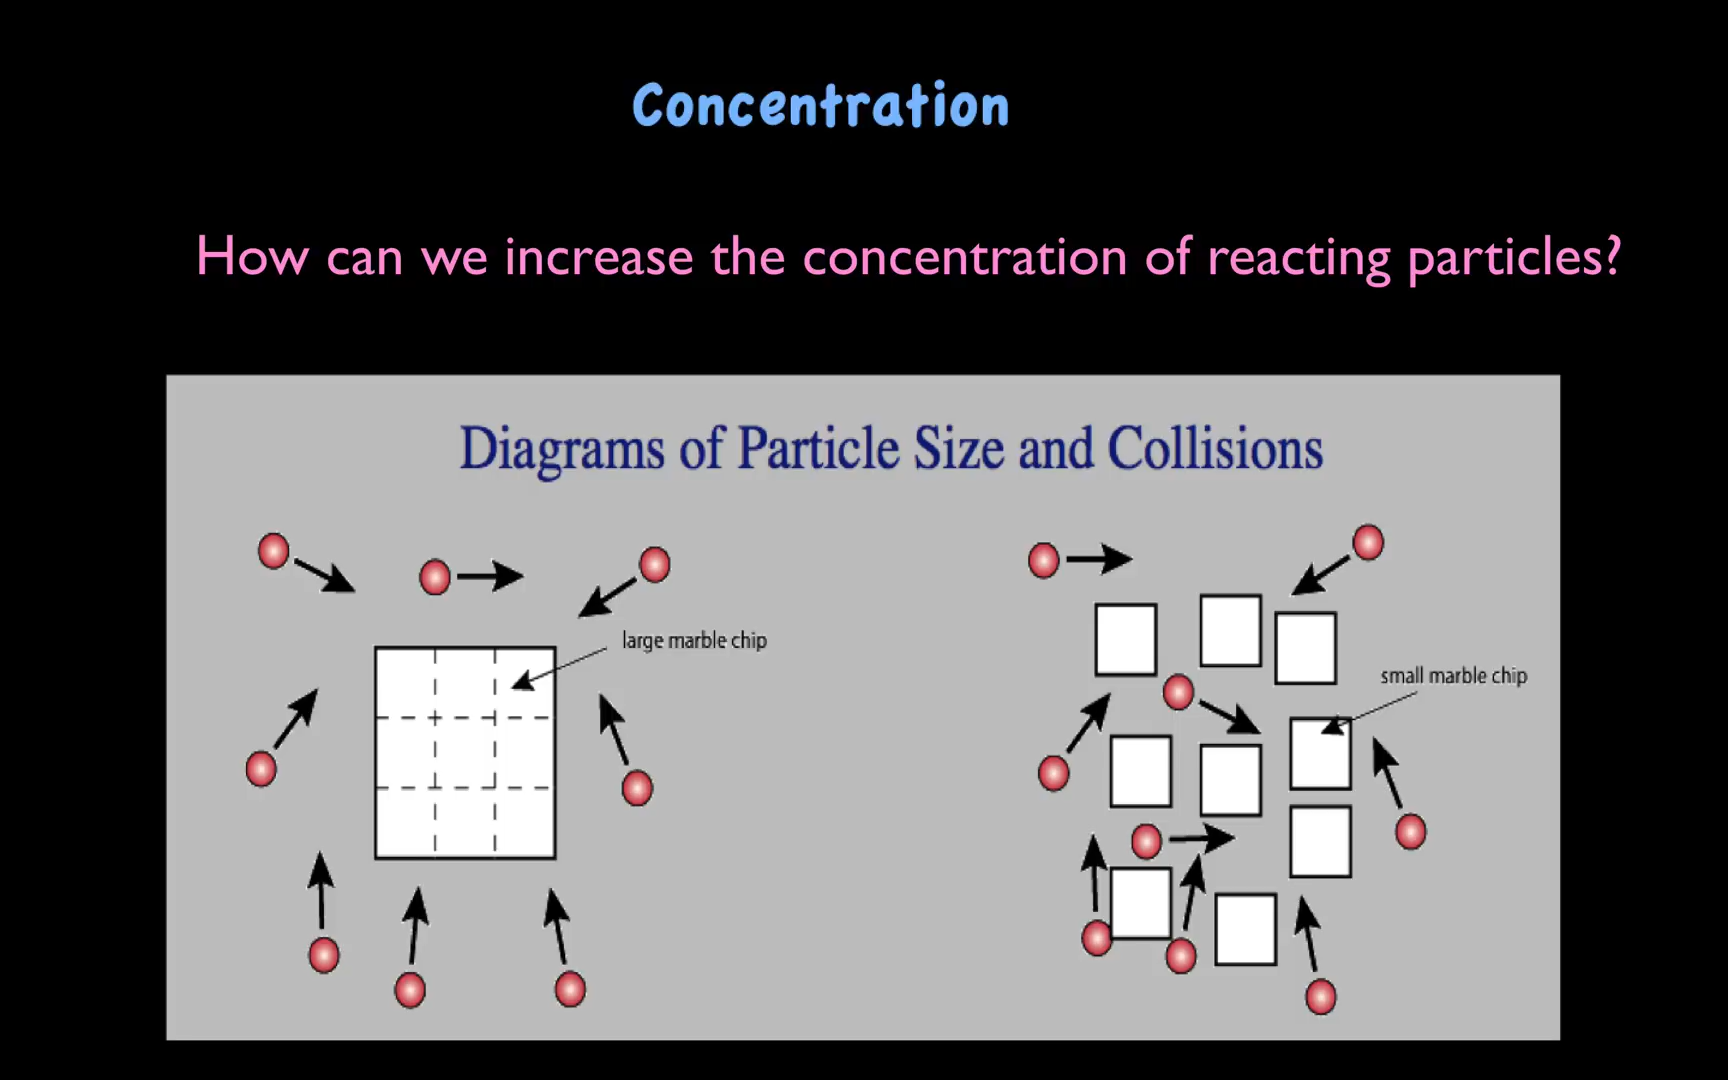 Concentration
How can we increase the concentration of reacting particles?
Diagrams of Particle Size and Collisions
large marble chip
small marble chip